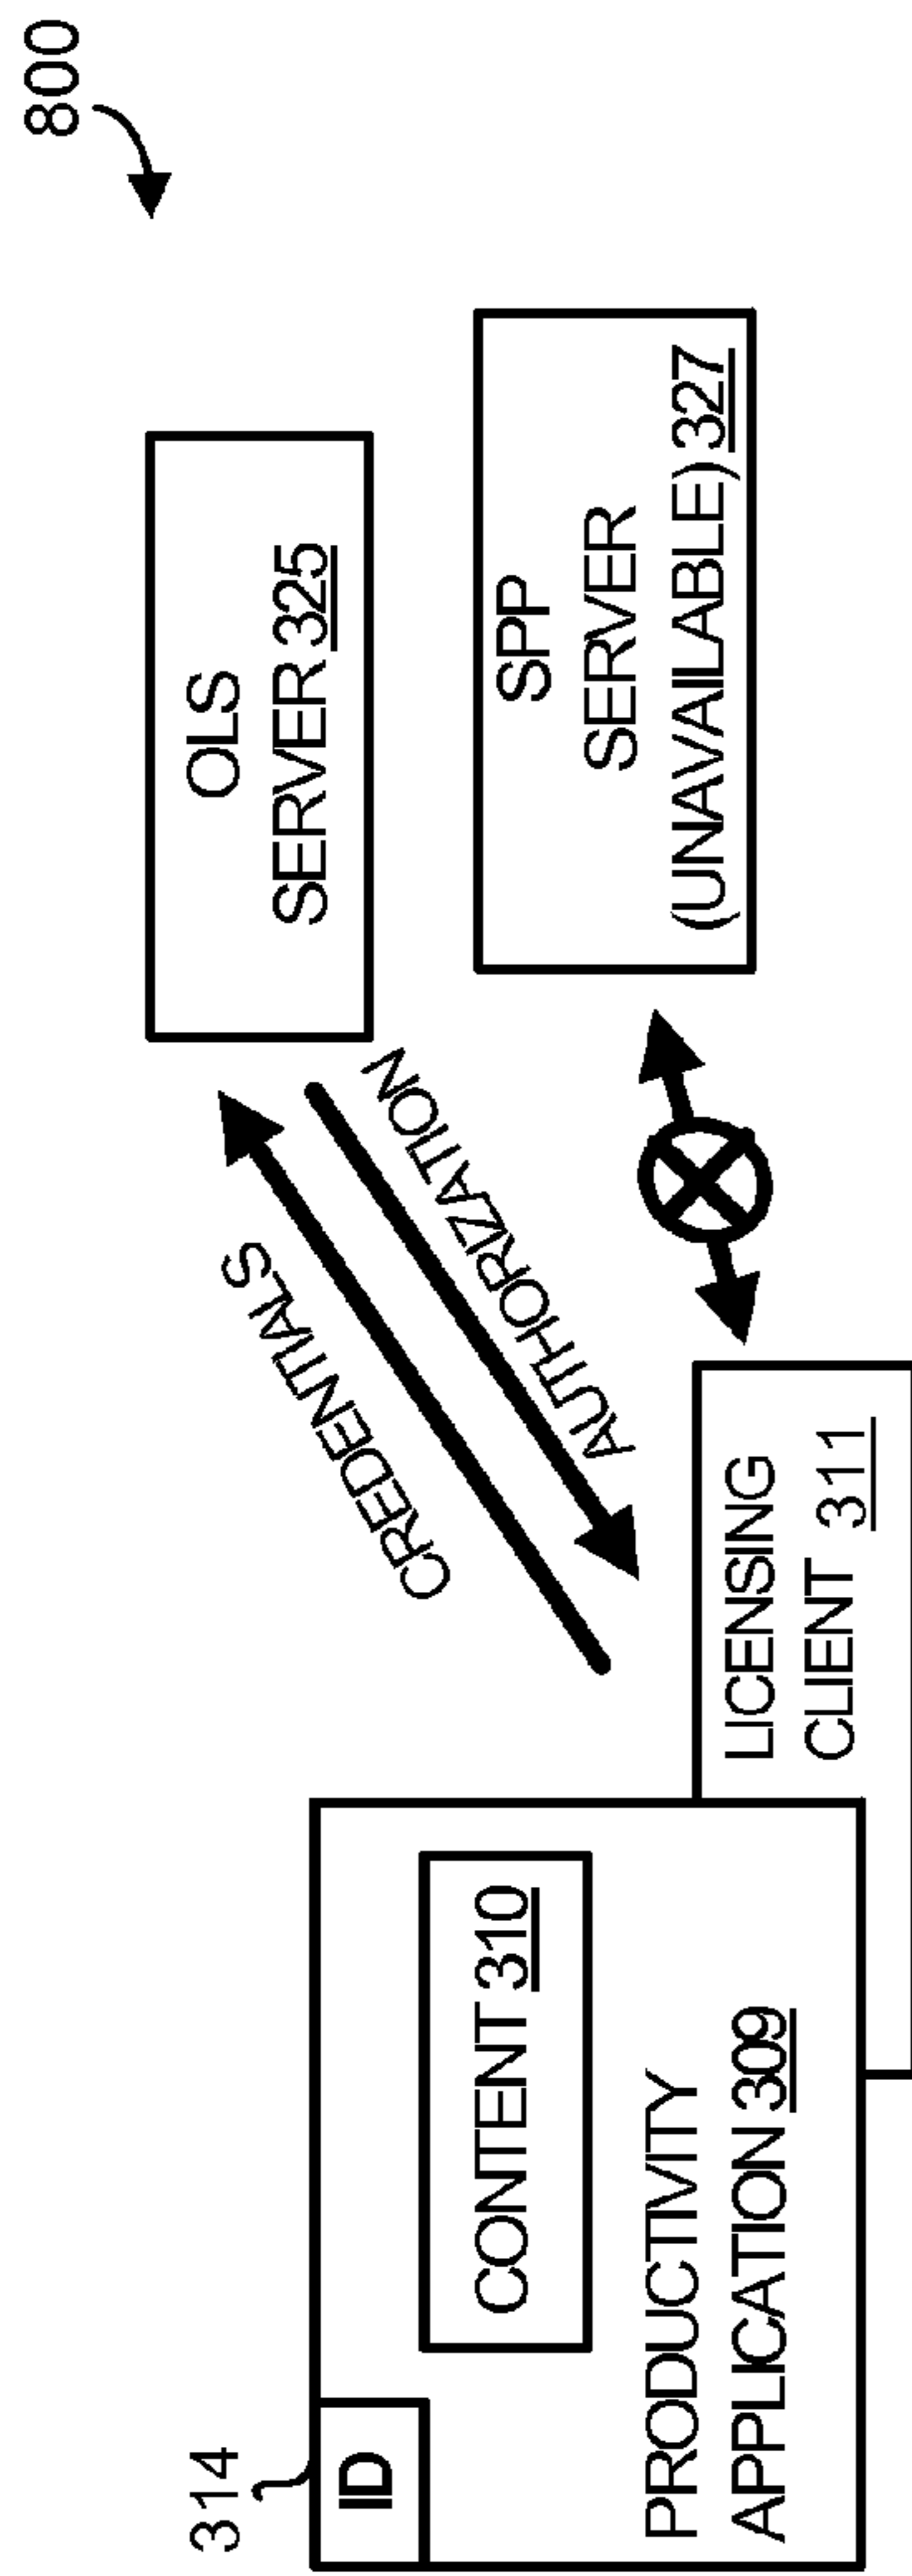 800
OLS
SERVER 325
SPP
SERVER
(UNAVAILABLE) 327
CREDENTIALS
AUTHORIZATION
LICENSING
CLIENT 311
314
ID
CONTENT 310
PRODUCTIVITY
APPLICATION 309